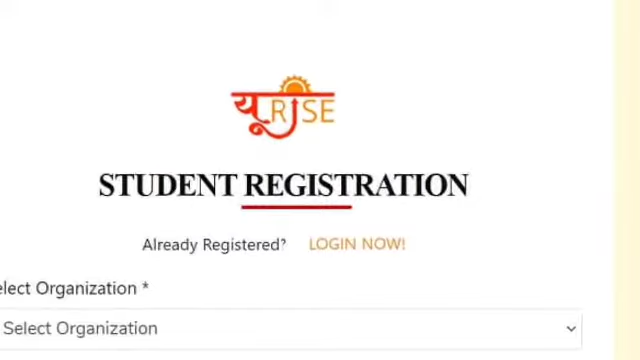 यूRISE
STUDENT REGISTRATION
Already Registered? LOGIN NOW!
elect Organization *
Select Organization